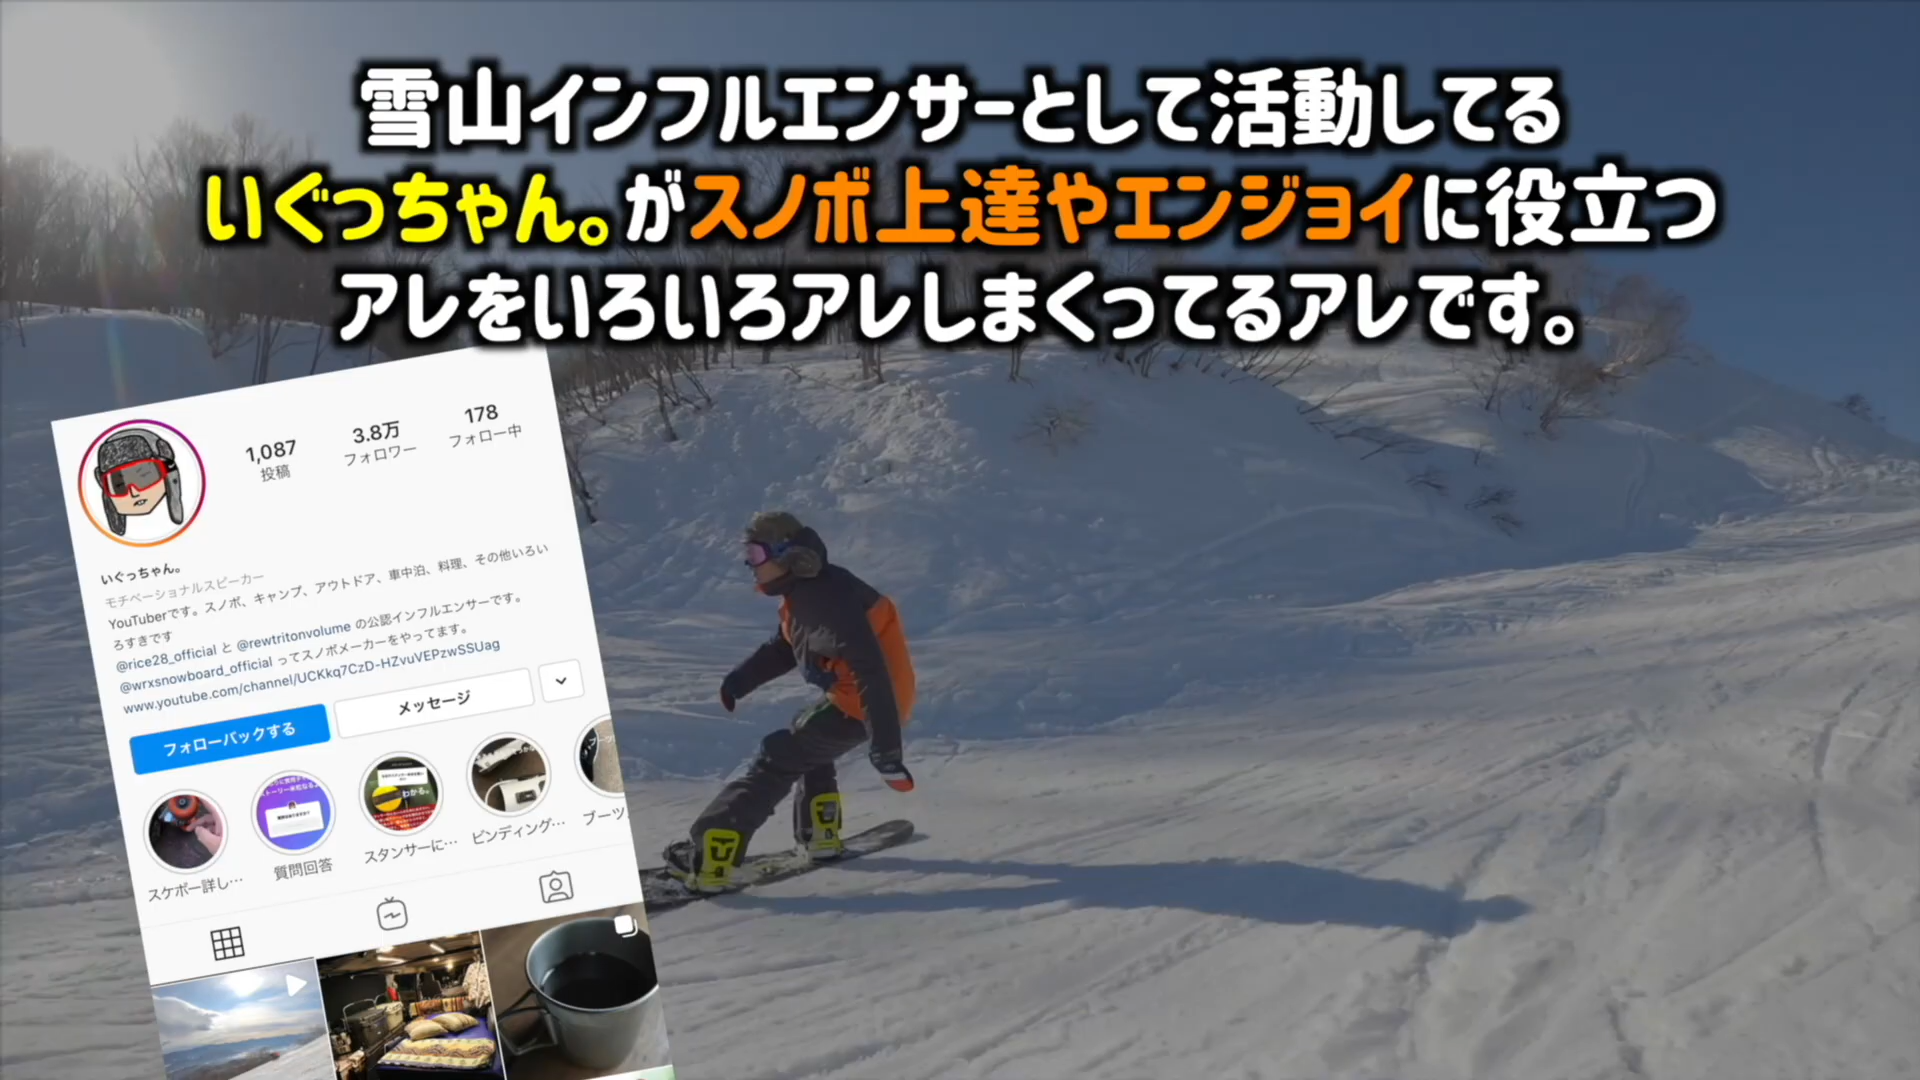 雪山インフルエンサーとして活動してる
いぐっちゃん。がスノボ上達やエンジョイに役立つ
アレをいろいろアレしまくってるアレです。
1,087
投稿
3.8万
フォロワー
178
フォロー中
いぐっちゃん。
モチベーショナルスピーカー
YouTuberです。スノボ、キャンプ、アウトドア、車中泊、料理、その他いろい
ろすきです
@rice28_official と @rewtritonvolume の公認インフルエンサーです。
@wrxsnowboard_official ってスノボメーカーをやってます。
www.youtube.com/channel/UCKkq7CzD-HZvuVEPzwSSUag
フォローバックする
メッセージ
わかる。
スケボー詳し…
質問回答
スタンサーに…
ビンディング…
ブーツ